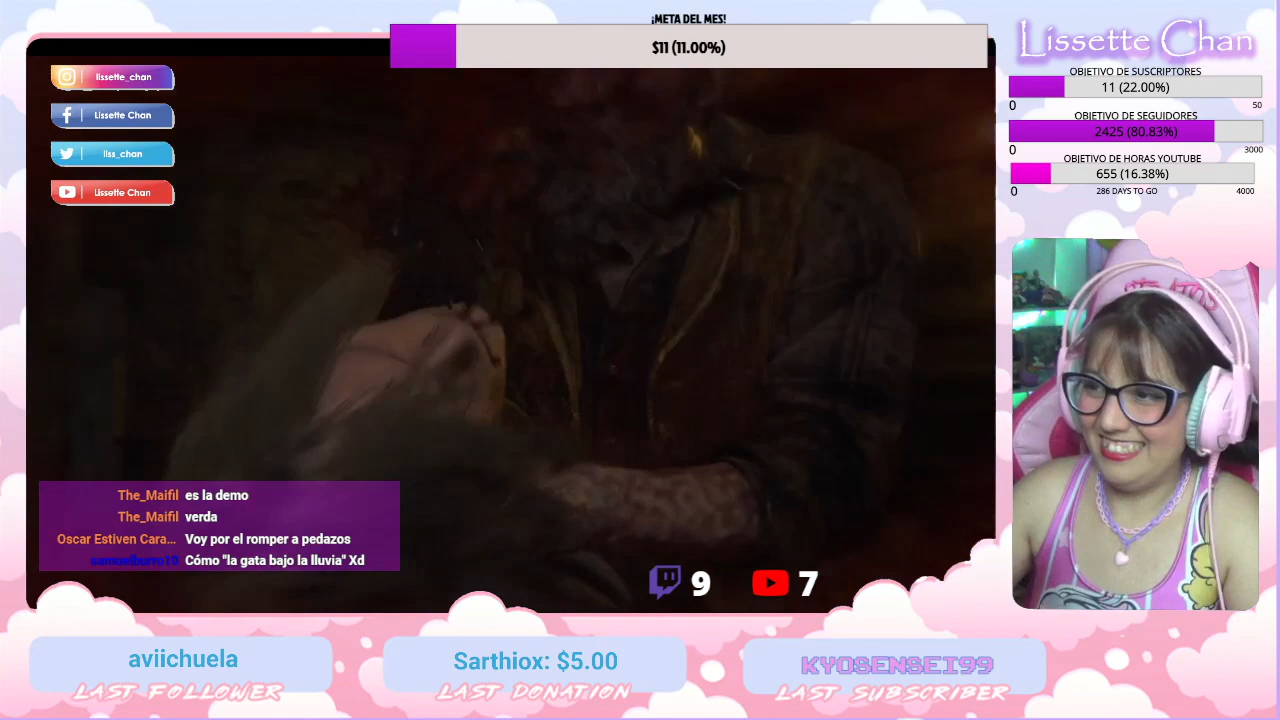 ¡META DEL MES!
$11 (11.00%)
Lissette Chan
lissette_chan
Lissette Chan
liss_chan
Lissette Chan
OBJETIVO DE SUSCRIPTORES
11 (22.00%)
0 50
OBJETIVO DE SEGUIDORES
2425 (80.83%)
0 3000
OBJETIVO DE HORAS YOUTUBE
655 (16.38%)
0 286 DAYS TO GO 4000
The_Maifil es la demo
The_Maifil verda
Oscar Estiven Cara... Voy por el romper a pedazos
samuelburro10 Cómo "la gata bajo la lluvia" Xd
9 7
aviichuela
LAST FOLLOWER
Sarthiox: $5.00
LAST DONATION
KYOSENSEI99
LAST SUBSCRIBER